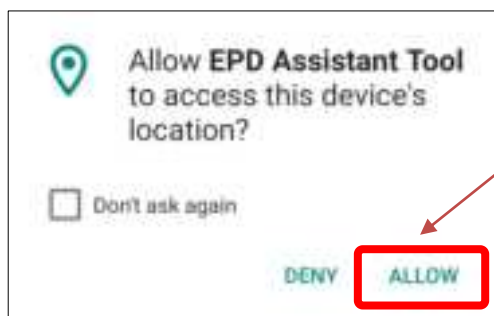 Allow EPD Assistant Tool
to access this device's
location?
Don't ask again
DENY ALLOW